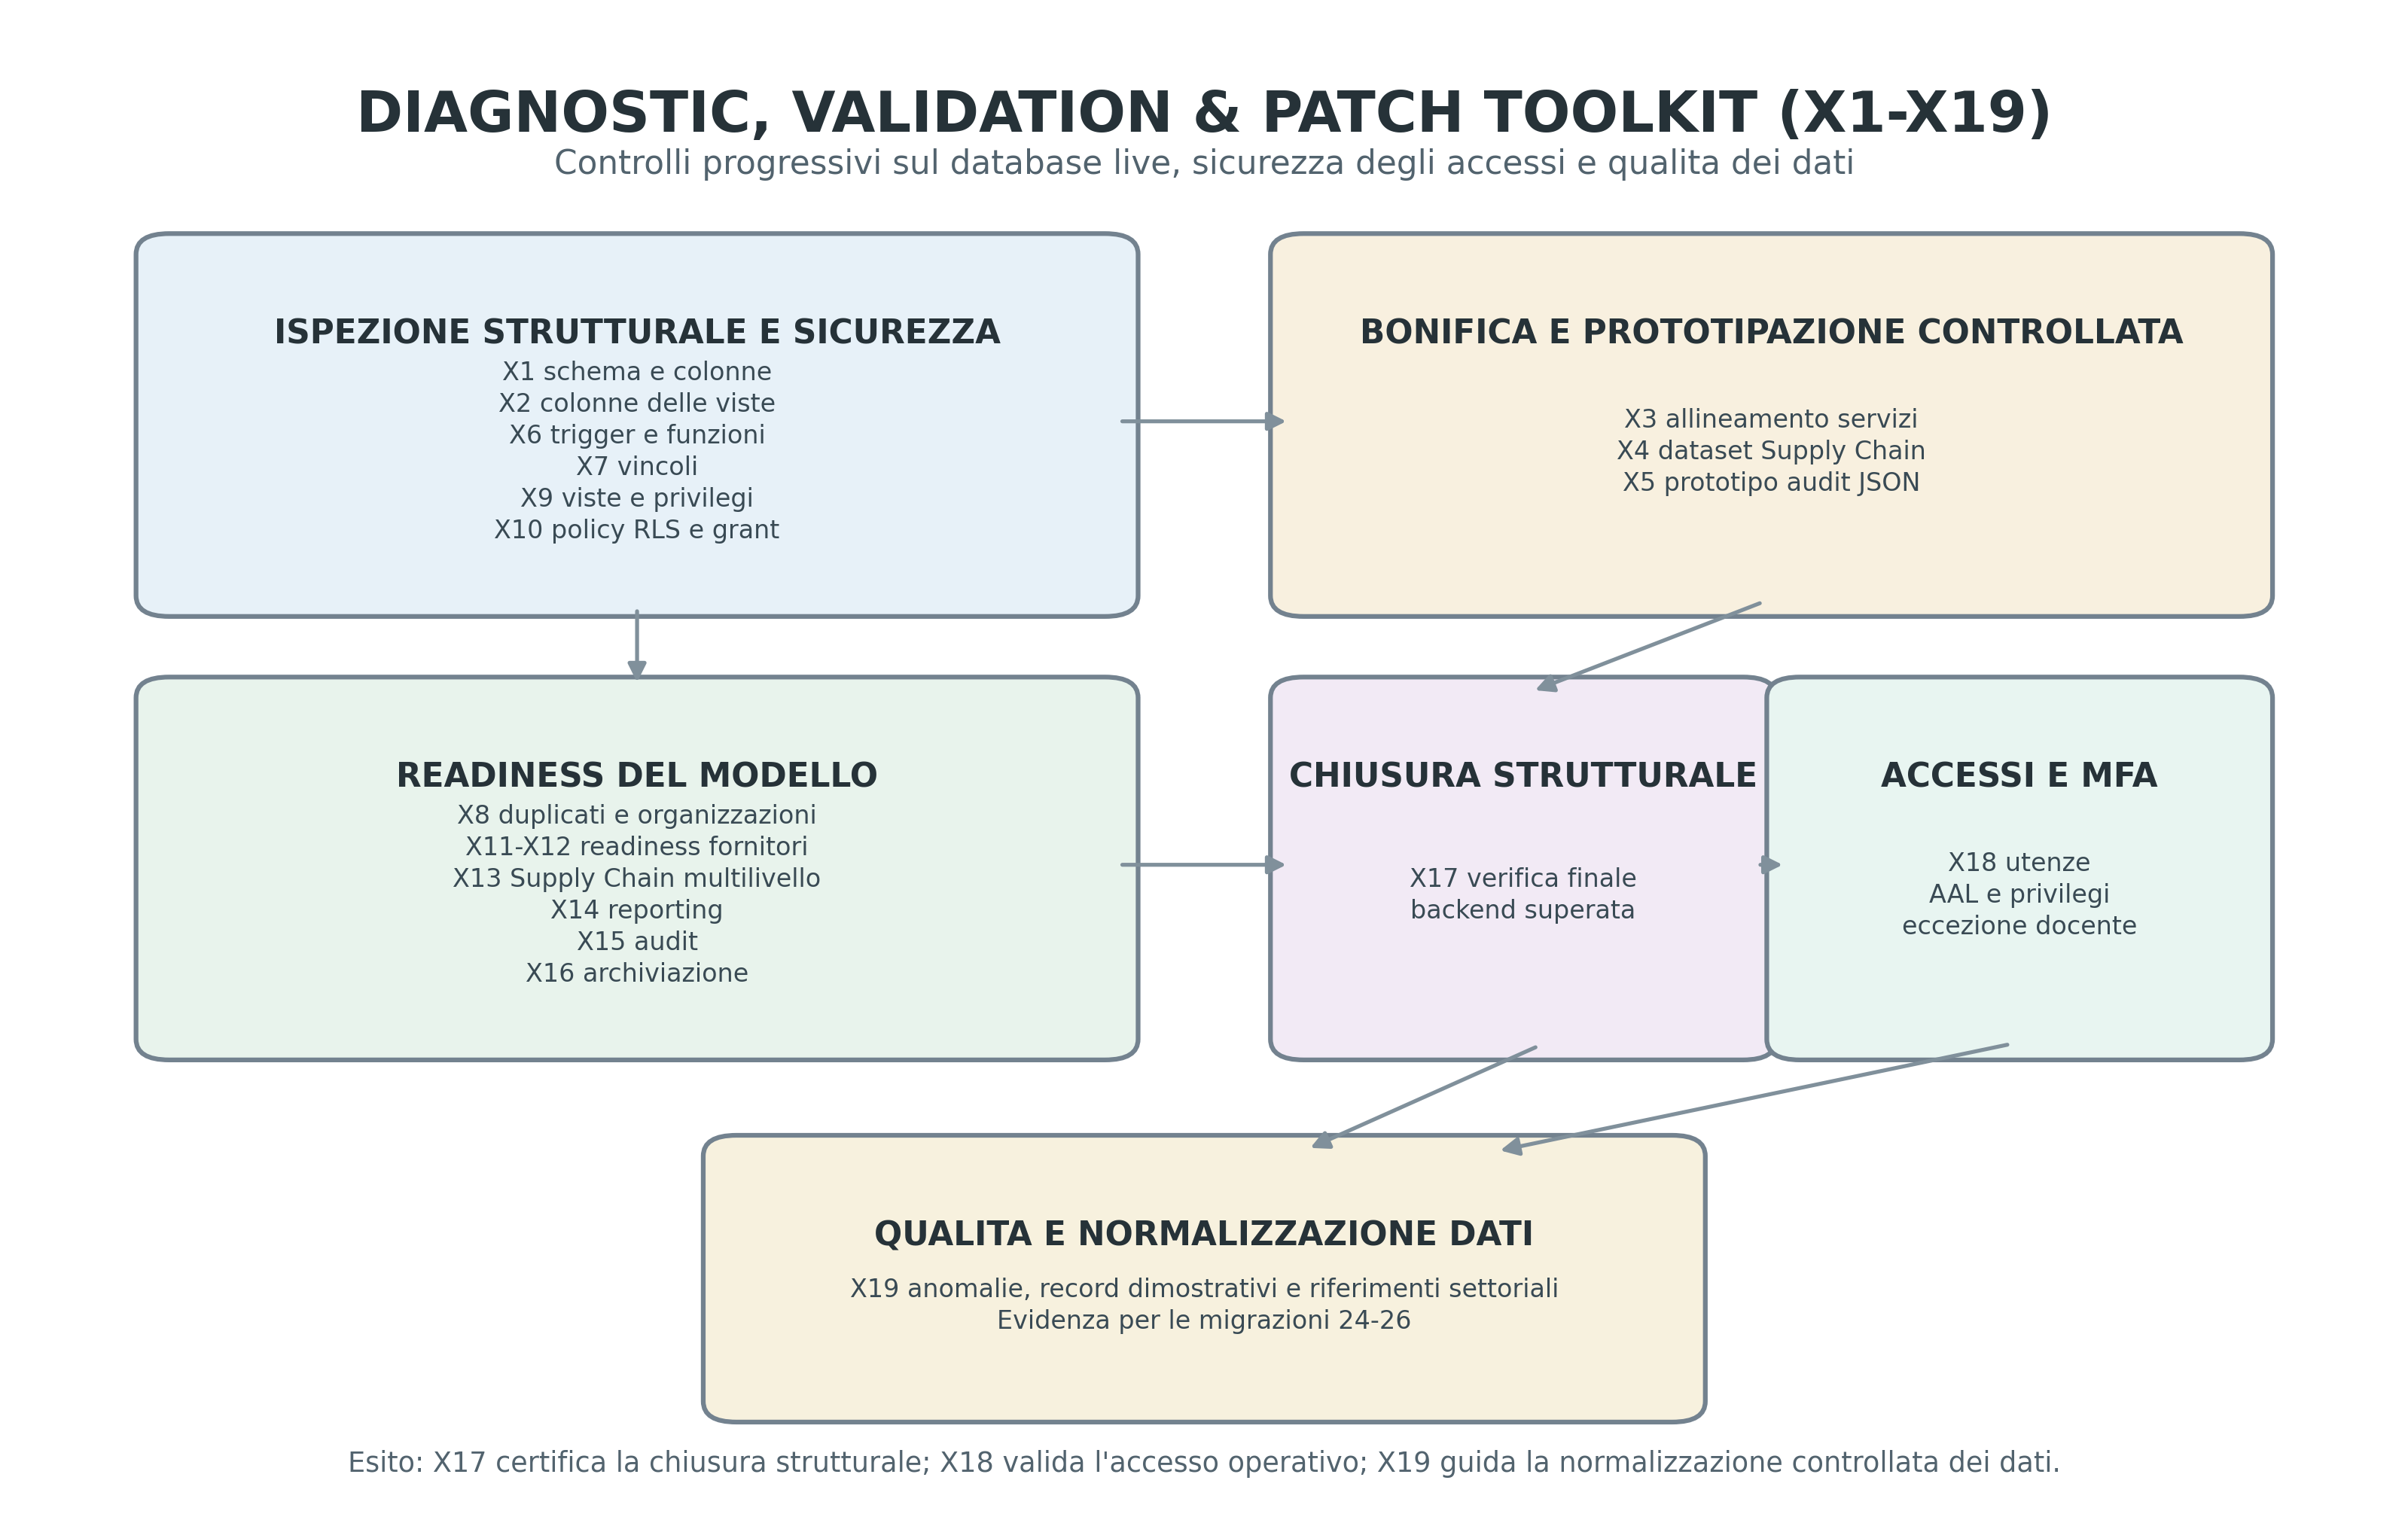 DIAGNOSTIC, VALIDATION & PATCH TOOLKIT (X1-X19)
Controlli progressivi sul database live, sicurezza degli accessi e qualita dei dati
ISPEZIONE STRUTTURALE E SICUREZZA
X1 schema e colonne
X2 colonne delle viste
X6 trigger e funzioni
X7 vincoli
X9 viste e privilegi
X10 policy RLS e grant
BONIFICA E PROTOTIPAZIONE CONTROLLATA
X3 allineamento servizi
X4 dataset Supply Chain
X5 prototipo audit JSON
READINESS DEL MODELLO
X8 duplicati e organizzazioni
X11-X12 readiness fornitori
X13 Supply Chain multilivello
X14 reporting
X15 audit
X16 archiviazione
CHIUSURA STRUTTURALE
X17 verifica finale
backend superata
ACCESSI E MFA
X18 utenze
AAL e privilegi
eccezione docente
QUALITA E NORMALIZZAZIONE DATI
X19 anomalie, record dimostrativi e riferimenti settoriali
Evidenza per le migrazioni 24-26
Esito: X17 certifica la chiusura strutturale; X18 valida l'accesso operativo; X19 guida la normalizzazione controllata dei dati.